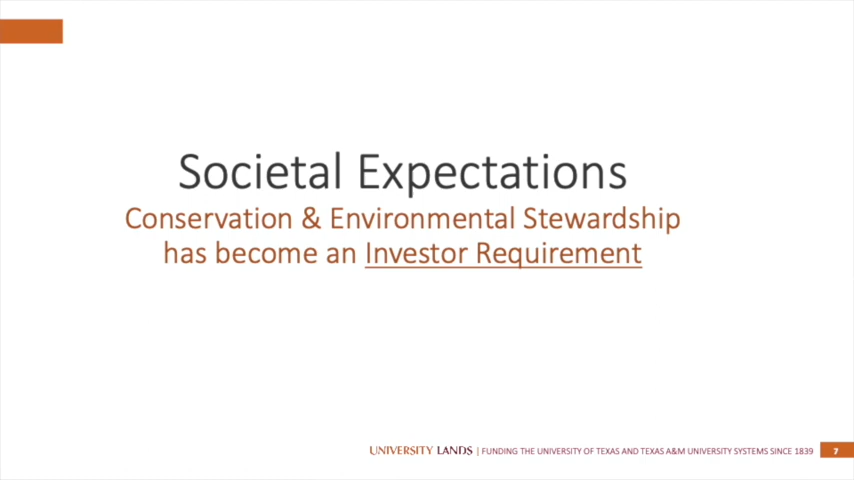 Societal Expectations
Conservation & Environmental Stewardship
has become an Investor Requirement
UNIVERSITY LANDS | FUNDING THE UNIVERSITY OF TEXAS AND TEXAS A&M UNIVERSITY SYSTEMS SINCE 1839 7